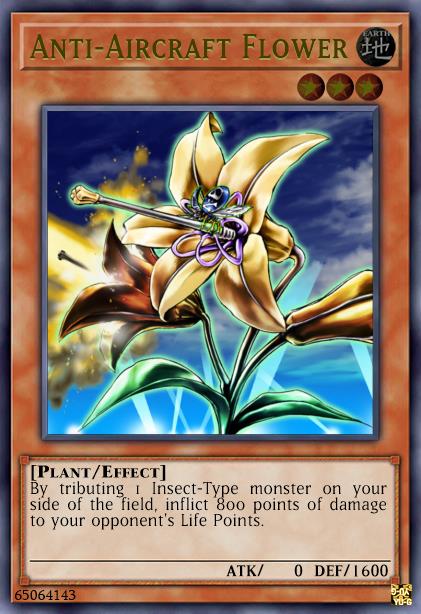 ANTI-AIRCRAFT FLOWER
EARTH
地
[PLANT/EFFECT]
By tributing 1 Insect-Type monster on your
side of the field, inflict 800 points of damage
to your opponent's Life Points.
ATK/ 0 DEF/1600
65064143